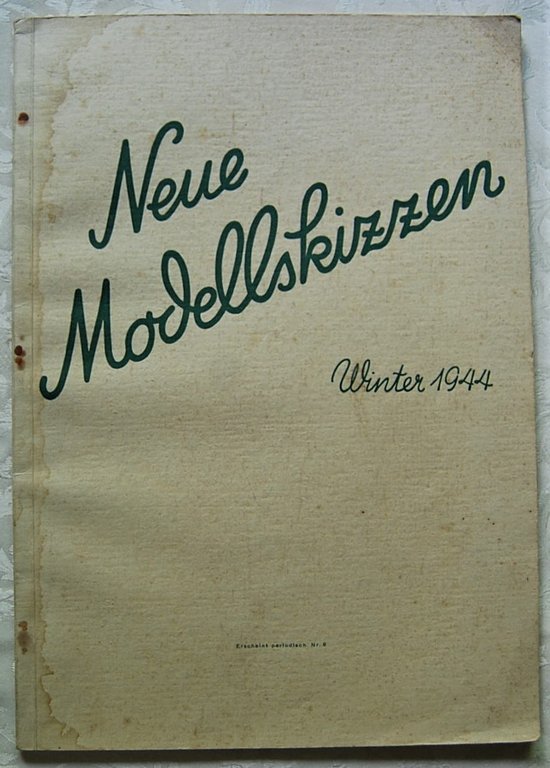 Neue
Modellskizzen
Winter 1944
Erscheint periodisch Nr.